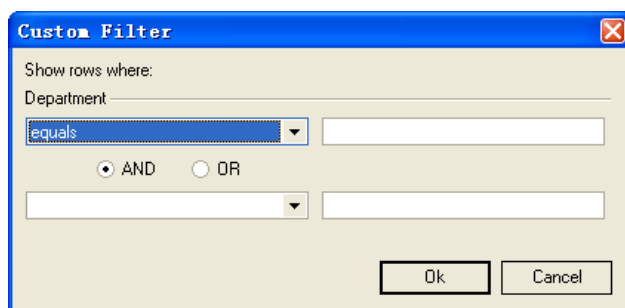 Custom Filter
Show rows where:
Department
equals
AND OR
Ok Cancel